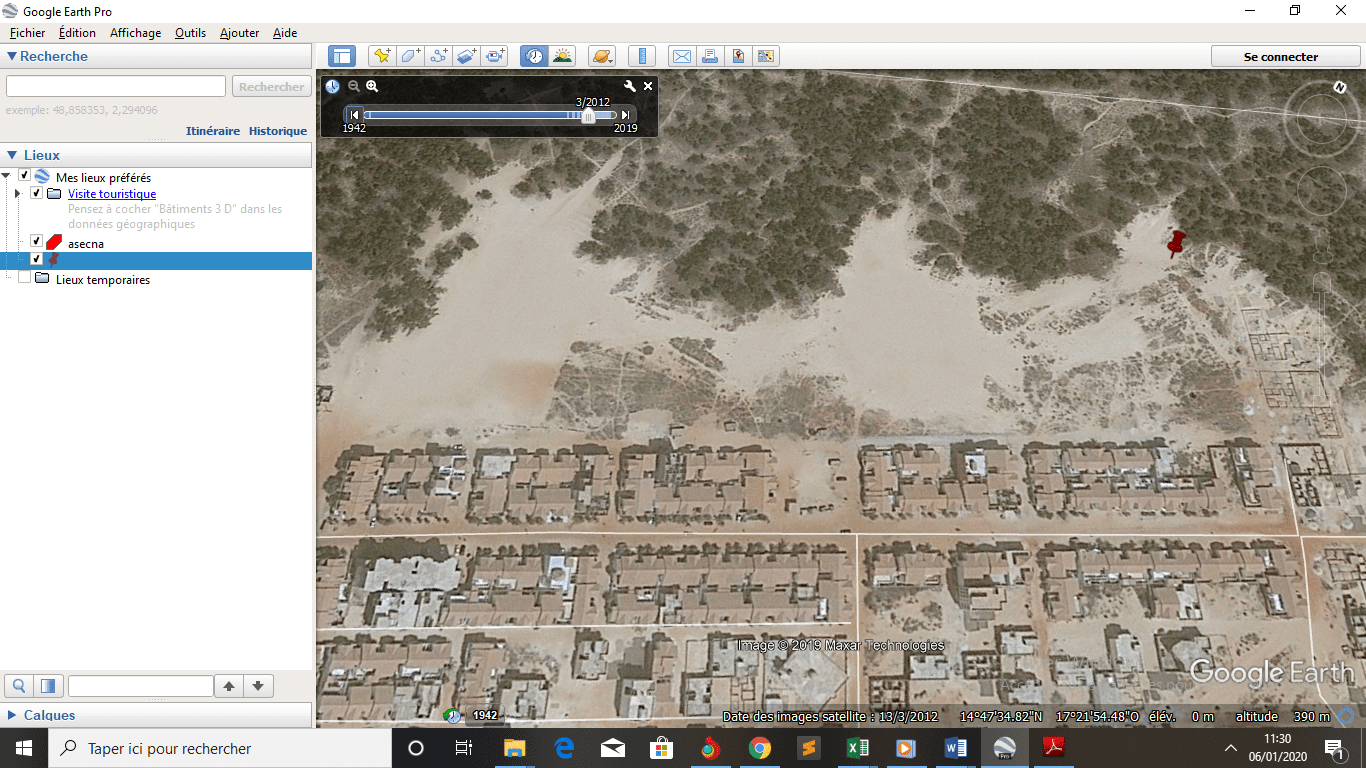 Google Earth Pro
Fichier Édition Affichage Outils Ajouter Aide
Recherche
Rechercher
exemple: 48,858353, 2,294096
Itinéraire Historique
Lieux
Mes lieux préférés
Visite touristique
Pensez à cocher "Bâtiments 3 D" dans les
données géographiques
asecna
Lieux temporaires
Calques
Se connecter
N
3/2012
1942 2019
Image © 2019 Maxar Technologies
Google Earth
1942
Date des images satellite : 13/3/2012 14°47'34.82"N 17°21'54.48"O élév. 0 m altitude 390 m
Taper ici pour rechercher
Pro
11:30
06/01/2020
1